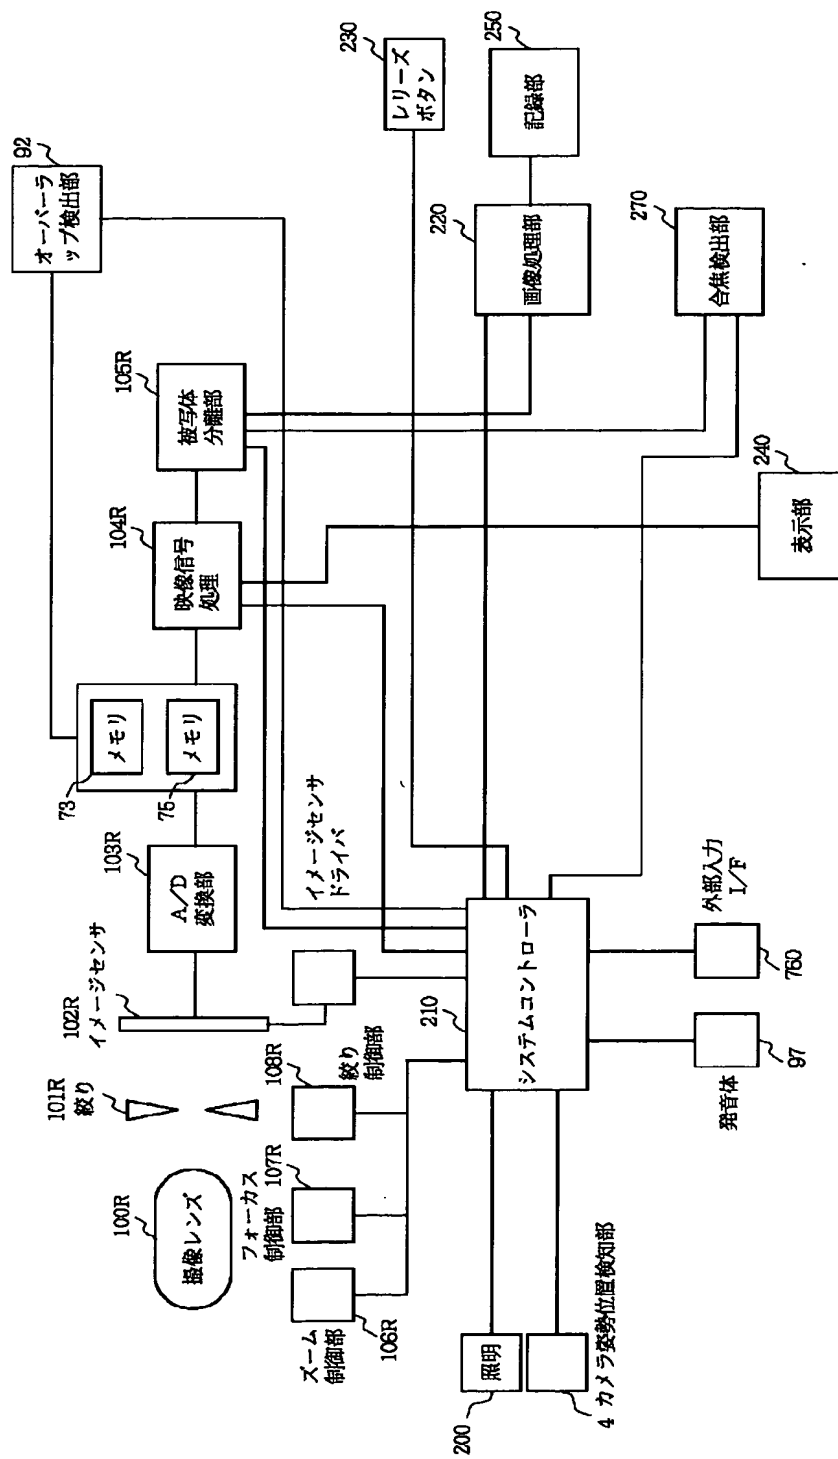 100R
撮像レンズ
101R
絞り
102R
イメージセンサ
103R
A/D
変換部
73
メモリ
75
メモリ
104R
映像信号
処理
105R
被写体
分離部
92
オーバーラ
ップ検出部
ズーム
制御部
106R
フォーカス
制御部
107R
108R
絞り
制御部
イメージセンサ
ドライバ
230
レリーズ
ボタン
210
システムコントローラ
220
画像処理部
250
記録部
200
照明
4 カメラ姿勢位置検知部
270
合焦検出部
発音体
97
外部入力
I/F
760
240
表示部